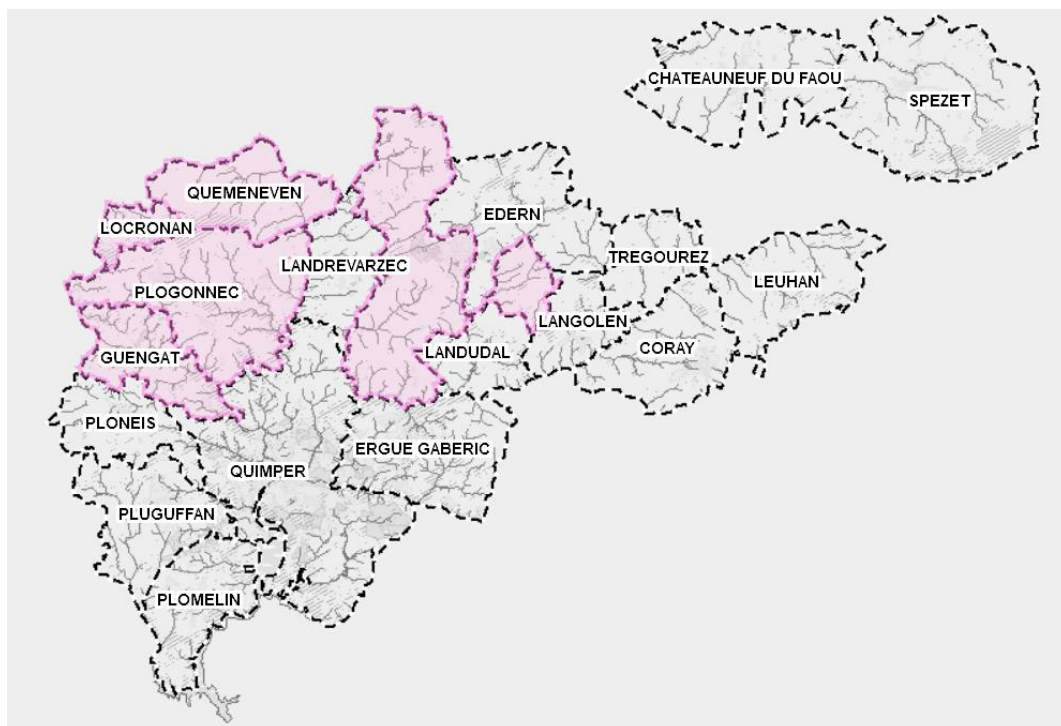 CHATEAUNEUF DU FAOU
SPEZET
QUEMENEVEN
LOCRONAN
EDERN
TREGOUREZ
LANDREVARZEC
PLOGONNEC
LEUHAN
LANGOLEN
CORAY
GUENGAT
LANDUDAL
PLONEIS
ERGUE GABERIC
QUIMPER
PLUGUFFAN
PLOMELIN